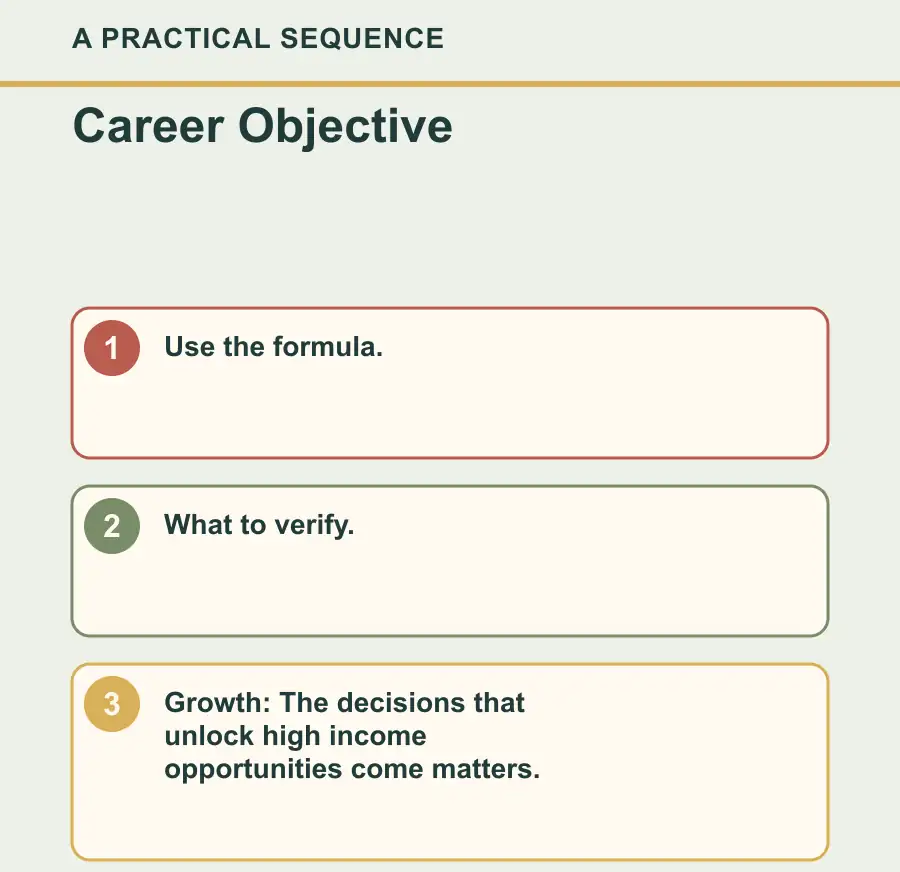 A PRACTICAL SEQUENCE
Career Objective
1
Use the formula.
2
What to verify.
3
Growth: The decisions that
unlock high income
opportunities come matters.